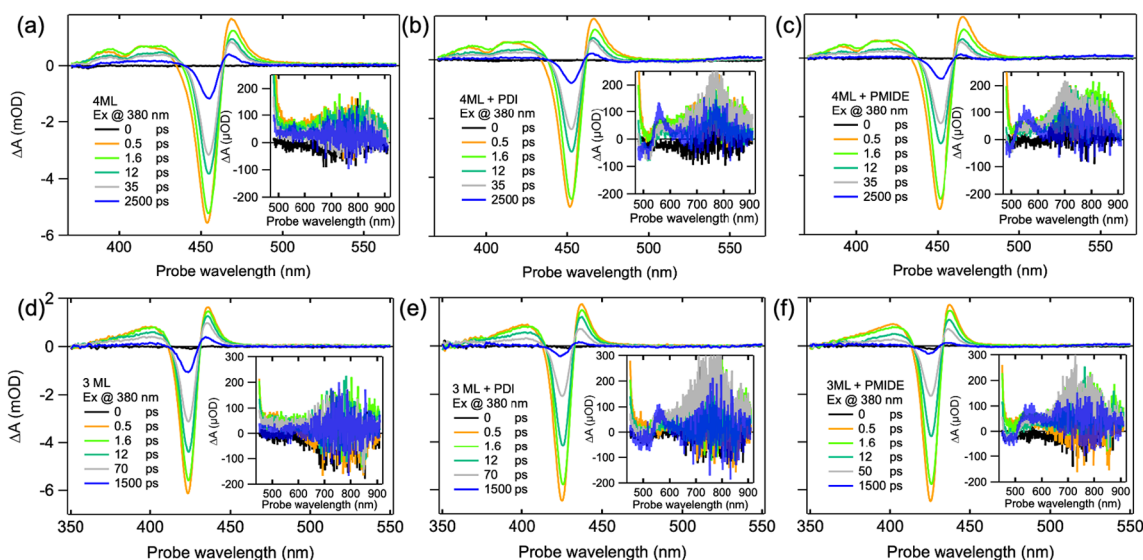 (a)
0
-2
-4
-6
ΔA (mOD)
4ML
Ex @ 380 nm
0 ps
0.5 ps
1.6 ps
12 ps
35 ps
2500 ps
200
100
0
-100
-200
ΔA (µOD)
500 600 700 800 900
Probe wavelength (nm)
400 450 500 550
Probe wavelength (nm)
(b)
4ML + PDI
Ex @ 380 nm
0 ps
0.5 ps
1.6 ps
12 ps
35 ps
2500 ps
200
100
0
100
200
ΔA (µOD)
500 600 700 800 900
Probe wavelength (nm)
400 450 500 550
Probe wavelength (nm)
(c)
4ML + PMIDE
Ex @ 380 nm
0 ps
0.5 ps
1.6 ps
12 ps
35 ps
2500 ps
200
100
0
100
200
ΔA (µOD)
500 600 700 800 900
Probe wavelength (nm)
400 450 500 550
Probe wavelength (nm)
(d)
2
0
-2
-4
-6
ΔA (mOD)
3 ML
Ex @ 380 nm
0 ps
0.5 ps
1.6 ps
12 ps
70 ps
1500 ps
300
200
100
0
-100
-200
ΔA (µOD)
500 600 700 800 900
Probe wavelength (nm)
350 400 450 500 550
Probe wavelength (nm)
(e)
3 ML + PDI
Ex @ 380 nm
0 ps
0.5 ps
1.6 ps
12 ps
70 ps
1500 ps
300
200
100
0
-100
-200
ΔA (µOD)
500 600 700 800 900
Probe wavelength (nm)
350 400 450 500 550
Probe wavelength (nm)
(f)
3ML + PMIDE
Ex @ 380 nm
0 ps
0.5 ps
1.6 ps
12 ps
50 ps
1500 ps
300
200
100
0
-100
-200
ΔA (µOD)
500 600 700 800 900
Probe wavelength (nm)
350 400 450 500 550
Probe wavelength (nm)